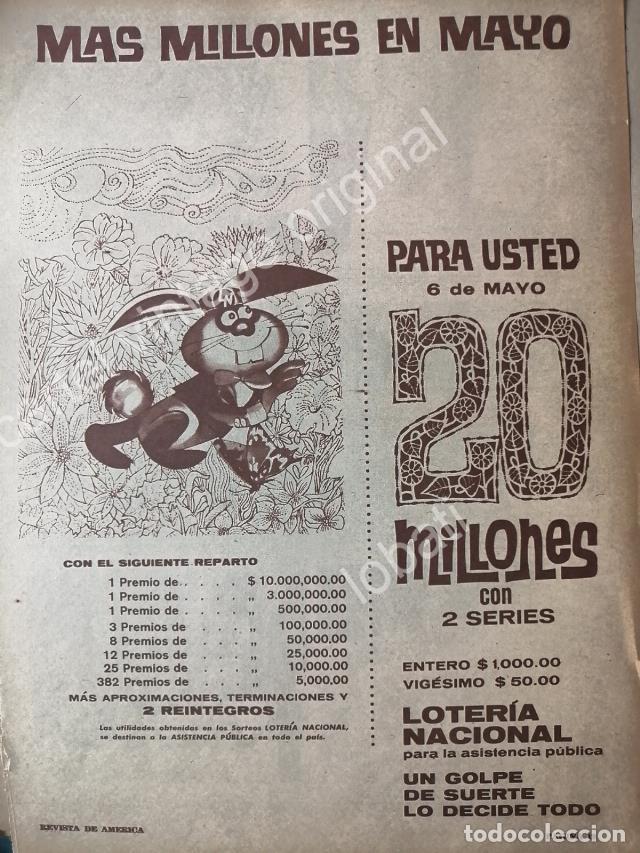 MAS MILLONES EN MAYO
image original
lobati
PARA USTED
6 de MAYO
20
millones
con
2 SERIES
ENTERO $ 1,000.00
VIGÉSIMO $ 50.00
LOTERÍA
NACIONAL
para la asistencia pública
UN GOLPE
DE SUERTE
LO DECIDE TODO
CON EL SIGUIENTE REPARTO
1 Premio de. . . . . $ 10.000,000.00
1 Premio de . . . . „ 3.000,000.00
1 Premio de . . . . „ 500,000.00
3 Premios de . . . . „ 100,000.00
8 Premios de . . . . „ 50,000.00
12 Premios de . . . . „ 25,000.00
25 Premios de . . . . „ 10,000.00
382 Premios de . . . . „ 5,000.00
MÁS APROXIMACIONES, TERMINACIONES Y
2 REINTEGROS
Las utilidades obtenidas en los Sorteos LOTERÍA NACIONAL,
se destinan a la ASISTENCIA PÚBLICA en todo el país.
REVISTA DE AMERICA
todocoleccion